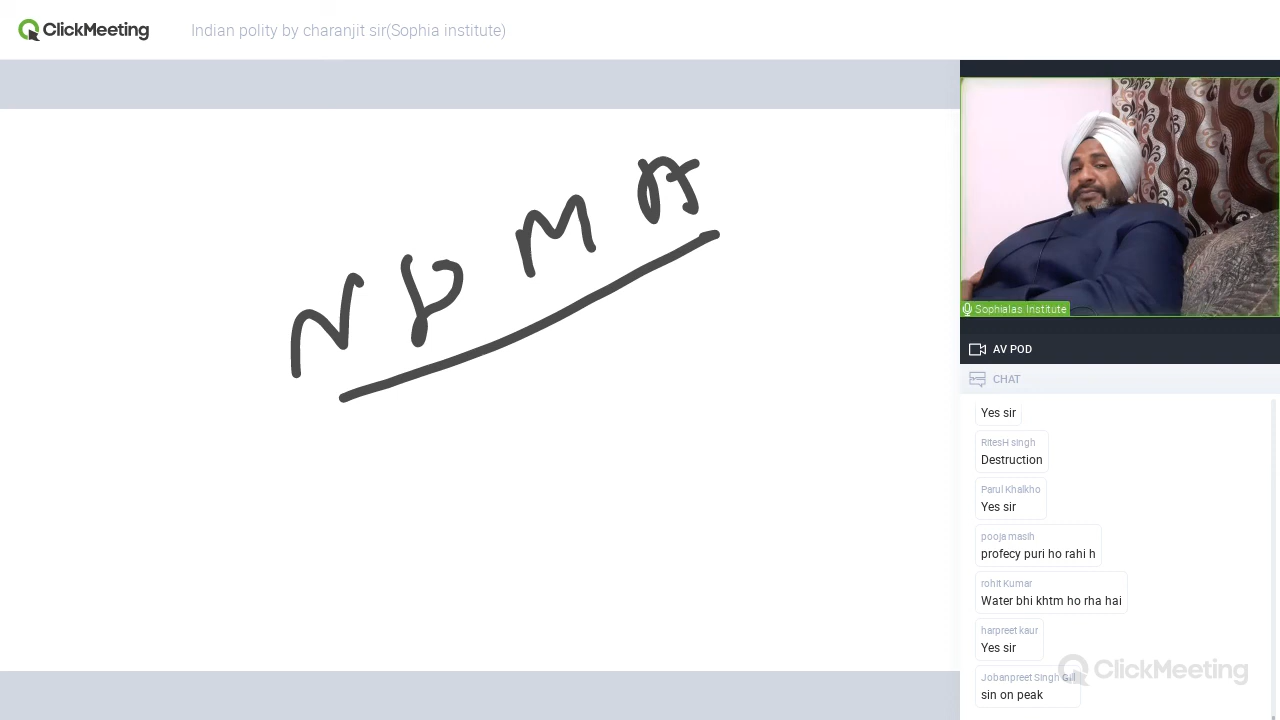 ClickMeeting
Indian polity by charanjit sir(Sophia institute)
NDMA
Sophialas Institute
AV POD
CHAT
Yes sir
RitesH singh
Destruction
Parul Khalkho
Yes sir
pooja masih
profecy puri ho rahi h
rohit Kumar
Water bhi khtm ho rha hai
harpreet kaur
Yes sir
Jobanpreet Singh Gill
sin on peak
ClickMeeting